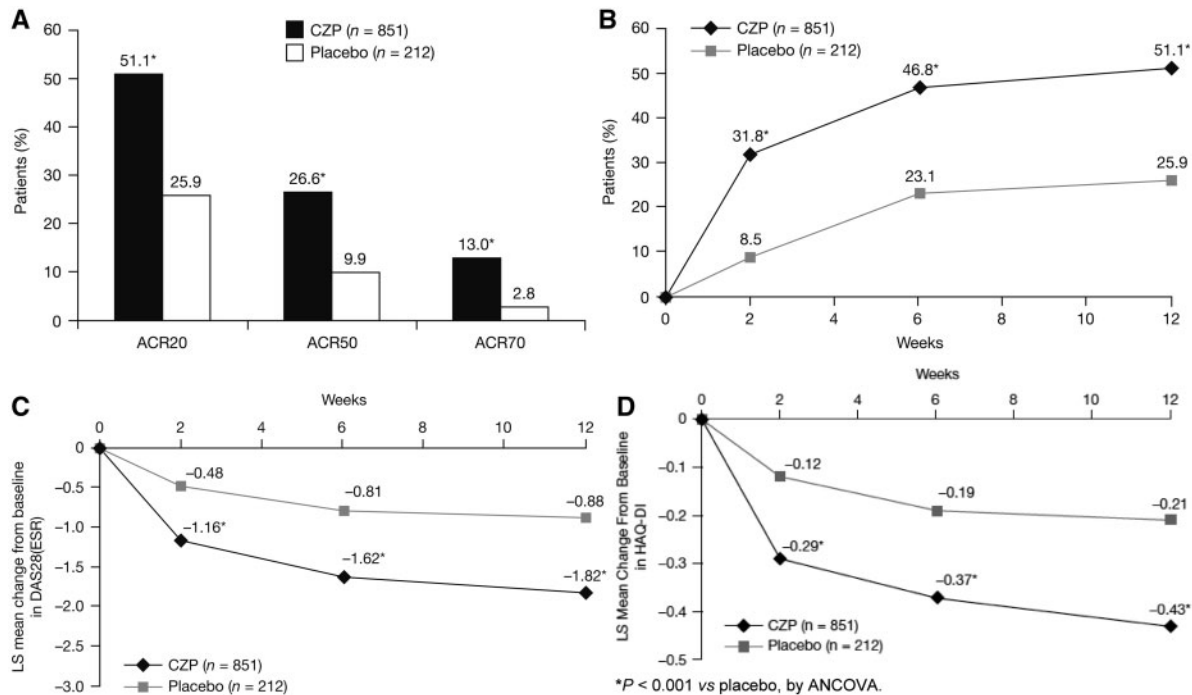 A
CZP (n = 851)
Placebo (n = 212)
Patients (%)
60
50
40
30
20
10
0
51.1*
25.9
26.6*
9.9
13.0*
2.8
ACR20
ACR50
ACR70
B
CZP (n = 851)
Placebo (n = 212)
Patients (%)
60
50
40
30
20
10
0
31.8*
46.8*
51.1*
8.5
23.1
25.9
0
2
4
6
8
10
12
Weeks
C
Weeks
0
2
4
6
8
10
12
LS mean change from baseline
in DAS28(ESR)
0
−0.5
−1.0
−1.5
−2.0
−2.5
−3.0
−0.48
−0.81
−0.88
−1.16*
−1.62*
−1.82*
CZP (n = 851)
Placebo (n = 212)
D
Weeks
0
2
4
6
8
10
12
LS Mean Change From Baseline
in HAQ-DI
0
−0.1
−0.2
−0.3
−0.4
−0.5
−0.12
−0.19
−0.21
−0.29*
−0.37*
−0.43*
CZP (n = 851)
Placebo (n = 212)
*P < 0.001 vs placebo, by ANCOVA.